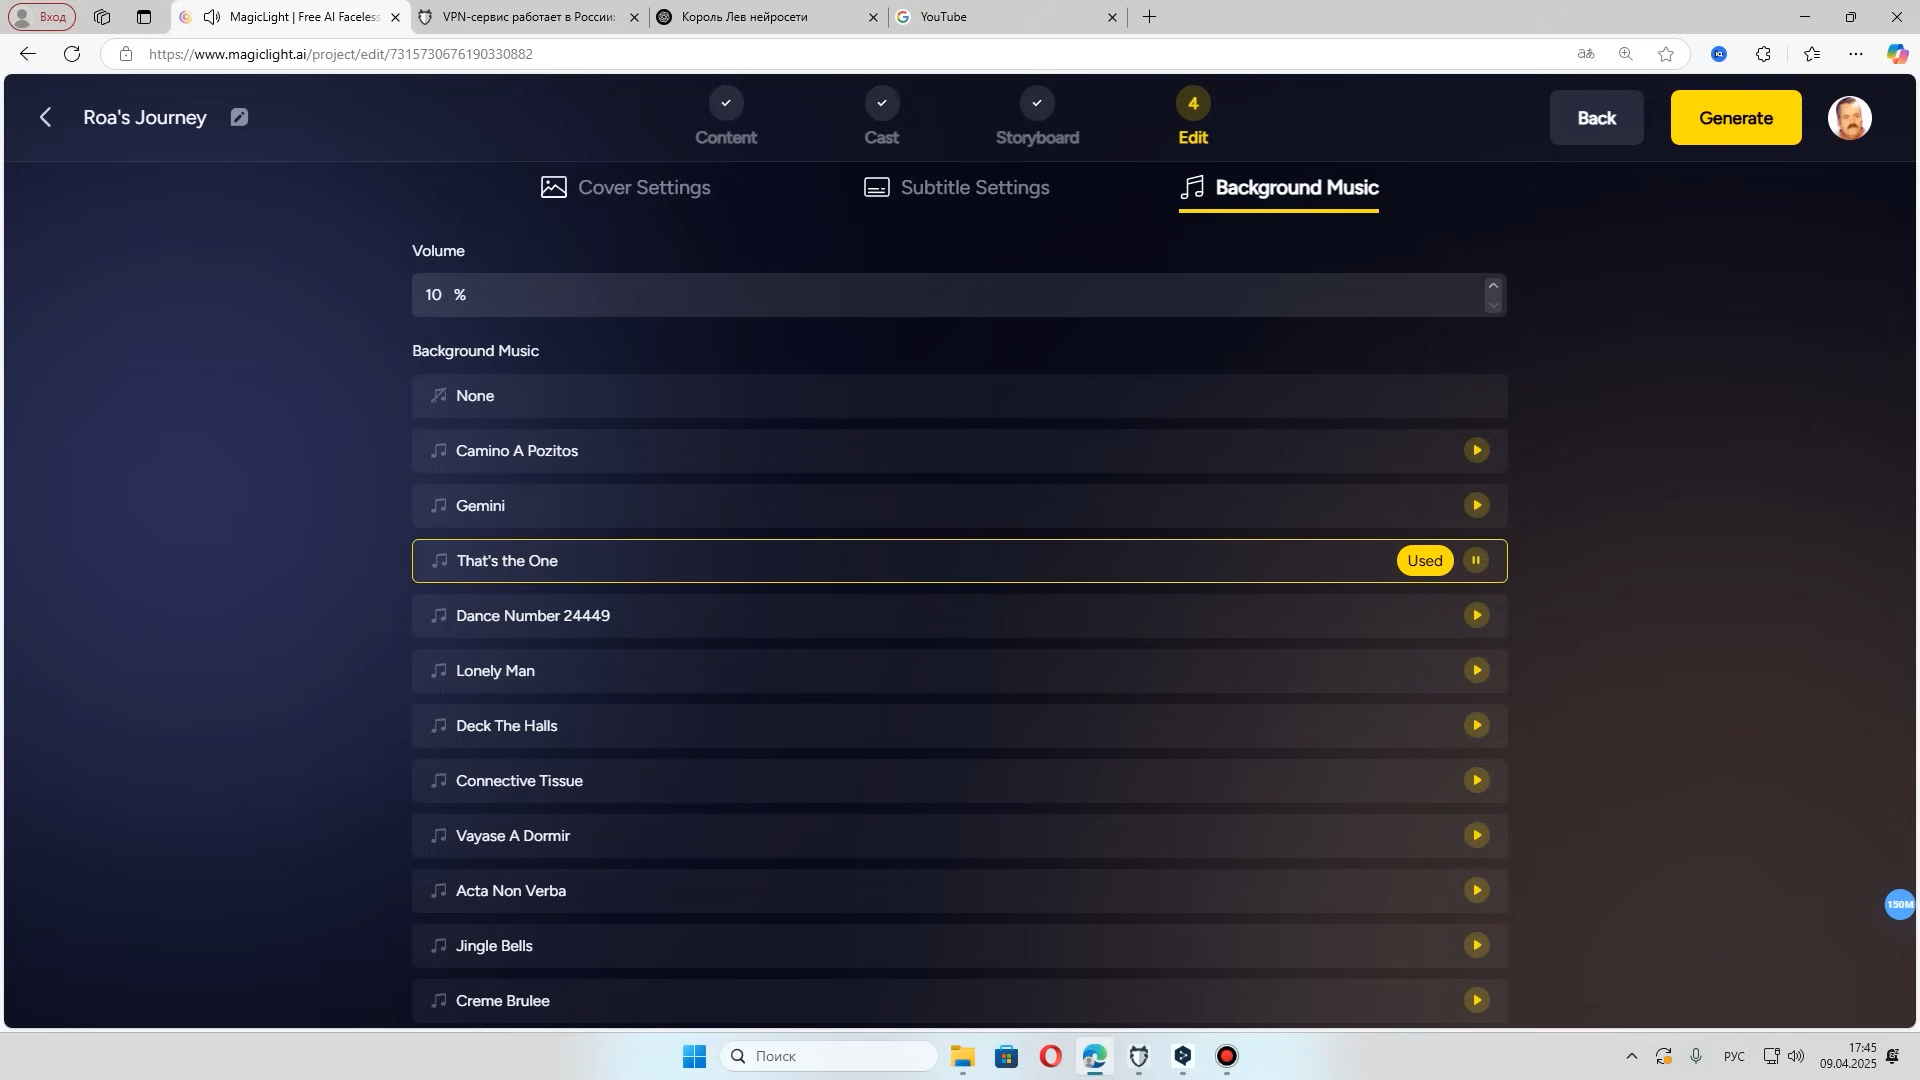 Вход
MagicLight | Free AI Faceless
VPN-сервис работает в России:
Король Лев нейросети
YouTube
https://www.magiclight.ai/project/edit/7315730676190330882
Roa's Journey
Content
Cast
Storyboard
4
Edit
Back
Generate
Cover Settings
Subtitle Settings
Background Music
Volume
10 %
Background Music
None
Camino A Pozitos
Gemini
That's the One
Used
Dance Number 24449
Lonely Man
Deck The Halls
Connective Tissue
Vayase A Dormir
Acta Non Verba
150M
Jingle Bells
Creme Brulee
Поиск
РУС
17:45
09.04.2025